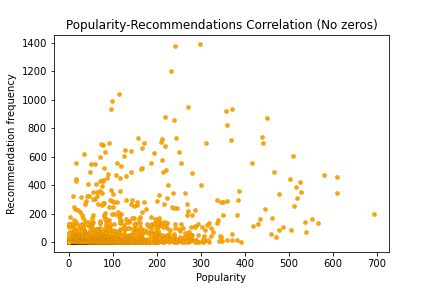 Popularity-Recommendations Correlation (No zeros)
1400
1200
1000
800
600
400
200
0
Recommendation frequency
0 100 200 300 400 500 600 700
Popularity